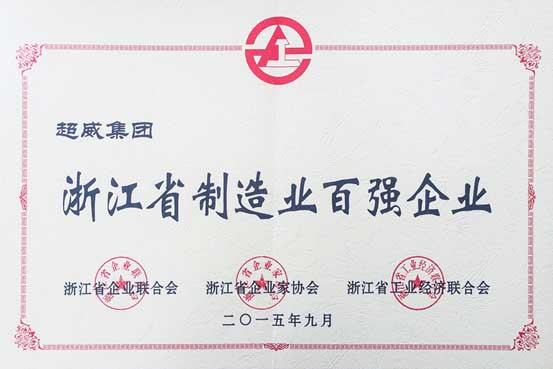 超威集团
浙江省制造业百强企业
浙江省企业联合会 浙江省企业家协会 浙江省工业经济联合会
二〇一五年九月